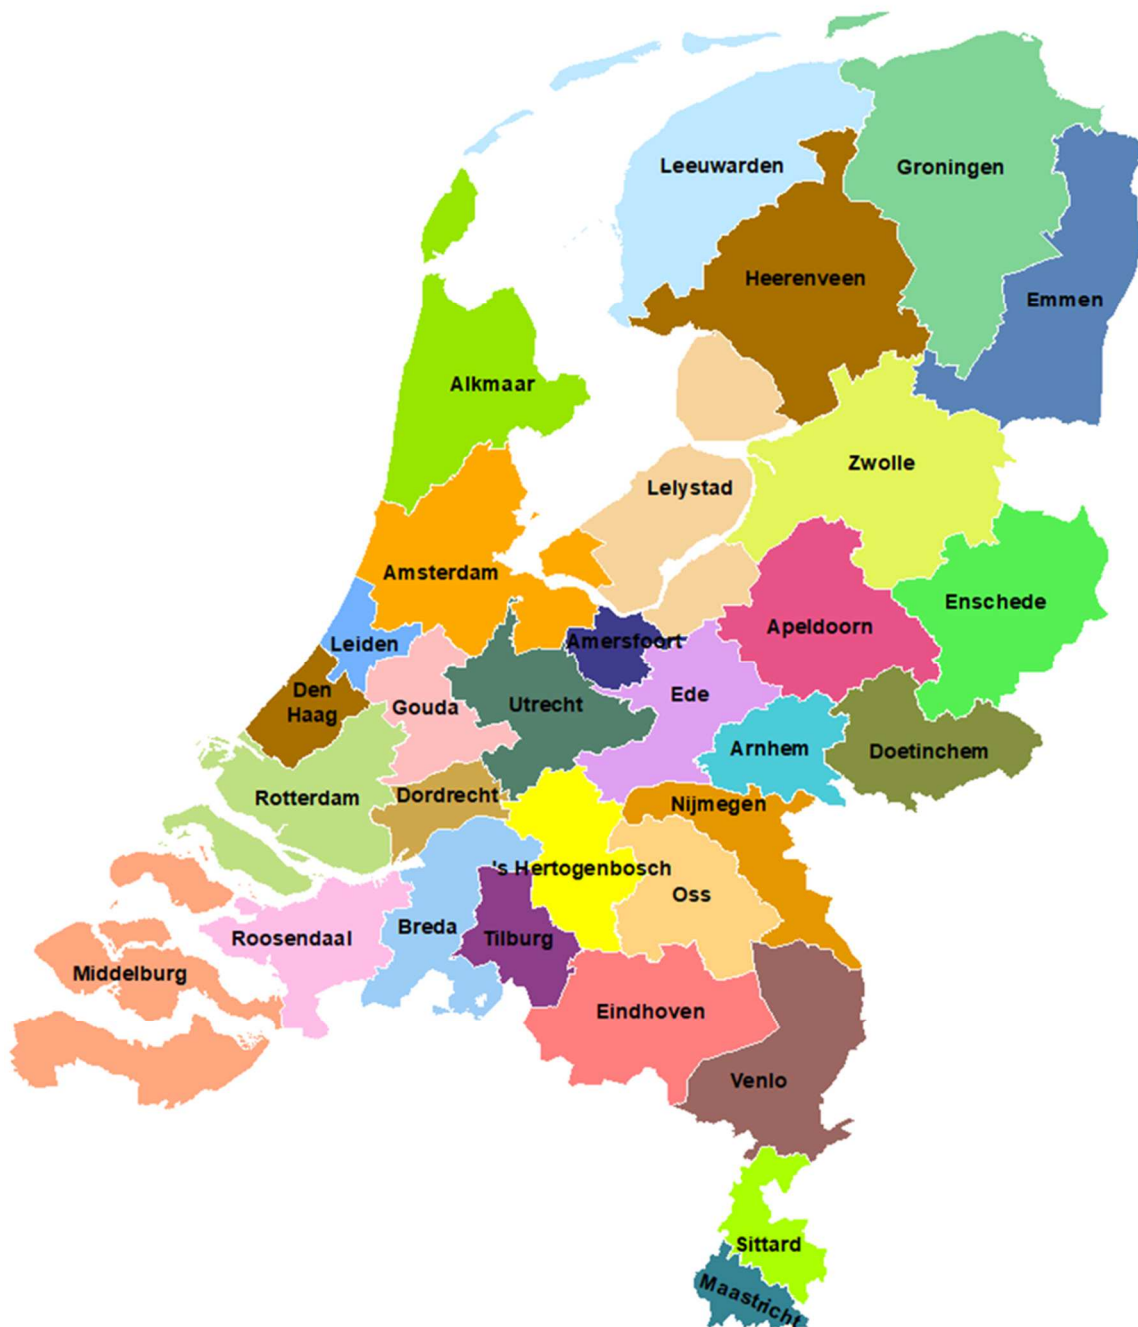 Leeuwarden
Groningen
Heerenveen
Emmen
Alkmaar
Zwolle
Lelystad
Amsterdam
Enschede
Apeldoorn
Amersfoort
Leiden
Den
Haag
Gouda
Utrecht
Ede
Arnhem
Doetinchem
Rotterdam
Dordrecht
Nijmegen
's Hertogenbosch
Oss
Roosendaal
Breda
Tilburg
Middelburg
Eindhoven
Venlo
Sittard
Maastricht